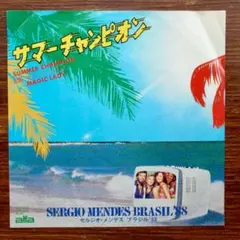 サマーチャンピオン
SUMMER CHAMPION
MAGIC LADY
SERGIO MENDES BRASIL '88
セルジオ・メンデス ブラジル '88